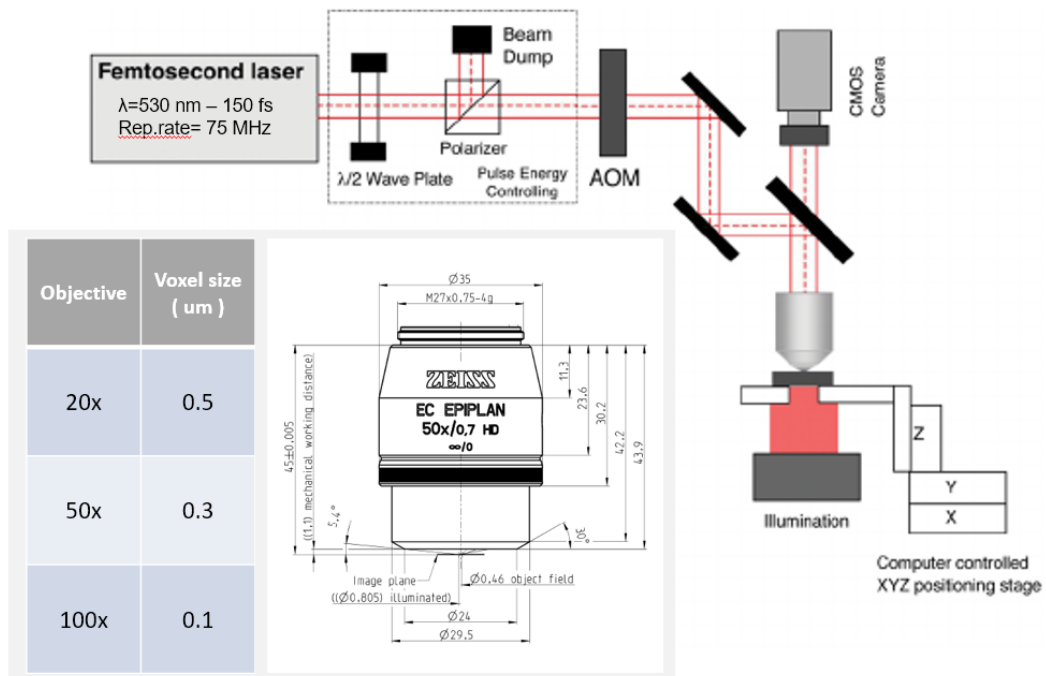 Femtosecond laser
λ=530 nm – 150 fs
Rep.rate= 75 MHz
Beam
Dump
Polarizer
λ/2 Wave Plate
Pulse Energy
Controlling
AOM
CMOS
Camera
Objective
Voxel size
( um )
20x
0.5
50x
0.3
100x
0.1
Ø35
M27x0.75-4g
ZEISS
EC EPIPLAN
50x/0,7 HD
∞/0
45±0.005
((1,1) mechanical working distance)
11.3
23.6
30.2
42.2
43.9
5.4°
30°
Image plane
((Ø0.805) illuminated)
Ø0.46 object field
Ø24
Ø29.5
Z
Y
X
Illumination
Computer controlled
XYZ positioning stage